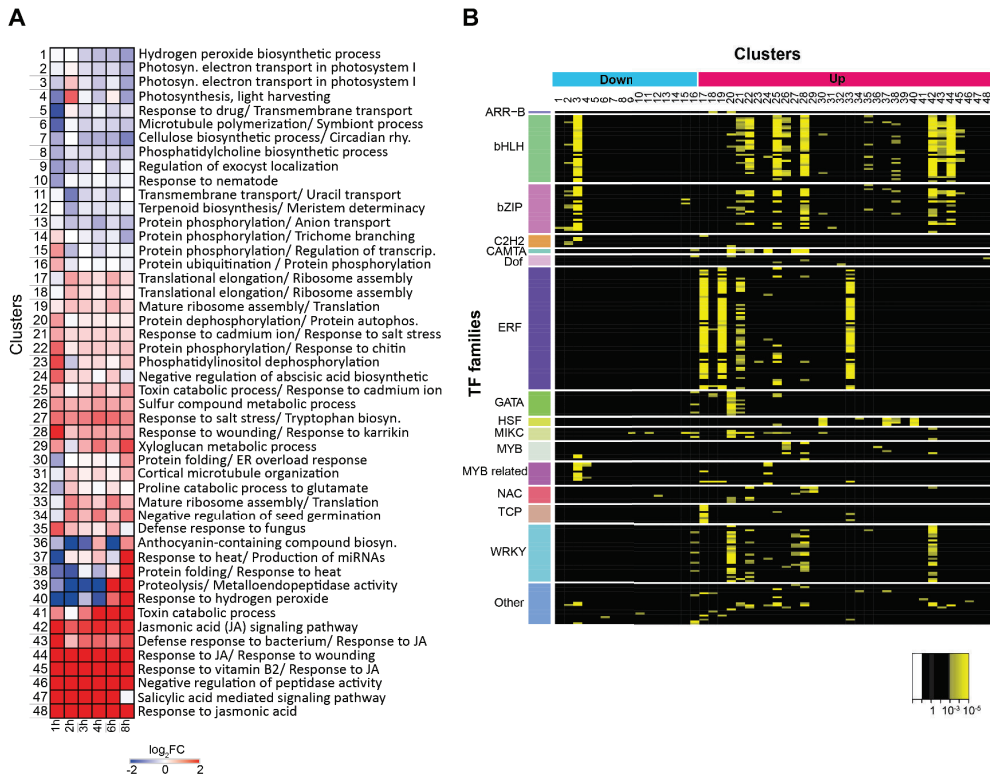 A
B
1 Hydrogen peroxide biosynthetic process
2 Photosyn. electron transport in photosystem I
3 Photosyn. electron transport in photosystem I
4 Photosynthesis, light harvesting
5 Response to drug/ Transmembrane transport
6 Microtubule polymerization/ Symbiont process
7 Cellulose biosynthetic process/ Circadian rhy.
8 Phosphatidylcholine biosynthetic process
9 Regulation of exocyst localization
10 Response to nematode
11 Transmembrane transport/ Uracil transport
12 Terpenoid biosynthesis/ Meristem determinacy
13 Protein phosphorylation/ Anion transport
14 Protein phosphorylation/ Trichome branching
15 Protein phosphorylation/ Regulation of transcrip.
16 Protein ubiquitination / Protein phosphorylation
17 Translational elongation/ Ribosome assembly
18 Translational elongation/ Ribosome assembly
19 Mature ribosome assembly/ Translation
20 Protein dephosphorylation/ Protein autophos.
21 Response to cadmium ion/ Response to salt stress
22 Protein phosphorylation/ Response to chitin
23 Phosphatidylinositol dephosphorylation
24 Negative regulation of abscisic acid biosynthetic
25 Toxin catabolic process/ Response to cadmium ion
26 Sulfur compound metabolic process
27 Response to salt stress/ Tryptophan biosyn.
28 Response to wounding/ Response to karrikin
29 Xyloglucan metabolic process
30 Protein folding/ ER overload response
31 Cortical microtubule organization
32 Proline catabolic process to glutamate
33 Mature ribosome assembly/ Translation
34 Negative regulation of seed germination
35 Defense response to fungus
36 Anthocyanin-containing compound biosyn.
37 Response to heat/ Production of miRNAs
38 Protein folding/ Response to heat
39 Proteolysis/ Metalloendopeptidase activity
40 Response to hydrogen peroxide
41 Toxin catabolic process
42 Jasmonic acid (JA) signaling pathway
43 Defense response to bacterium/ Response to JA
44 Response to JA/ Response to wounding
45 Response to vitamin B2/ Response to JA
46 Negative regulation of peptidase activity
47 Salicylic mediated signaling pathway
48 Response to jasmonic acid
Clusters
1h 2h 3h 4h 6h 8h
log2FC
-2 0 2
Clusters
Down Up
1 2 3 4 5 6 7 8 9 10 11 12 13 14 15 16 17 18 19 20 21 22 23 24 25 26 27 28 29 30 31 32 33 34 35 36 37 38 39 40 41 42 43 44 45 46 47 48
TF families
ARR-B
bHLH
bZIP
C2H2
CAMTA
Dof
ERF
GATA
HSF
MIKC
MYB
MYB related
NAC
TCP
WRKY
Other
1 10-3 10-5